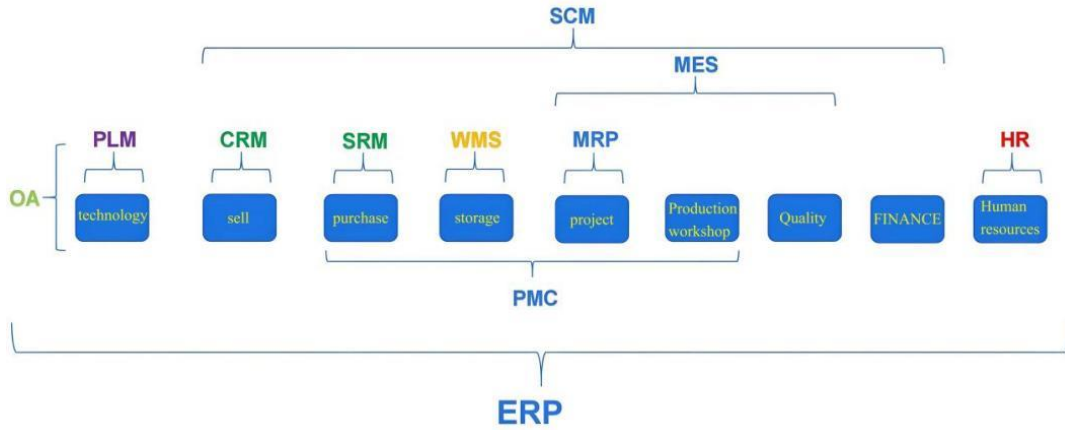 SCM
MES
PLM
CRM
SRM
WMS
MRP
HR
OA
technology
sell
purchase
storage
project
Production
workshop
Quality
FINANCE
Human
resources
PMC
ERP